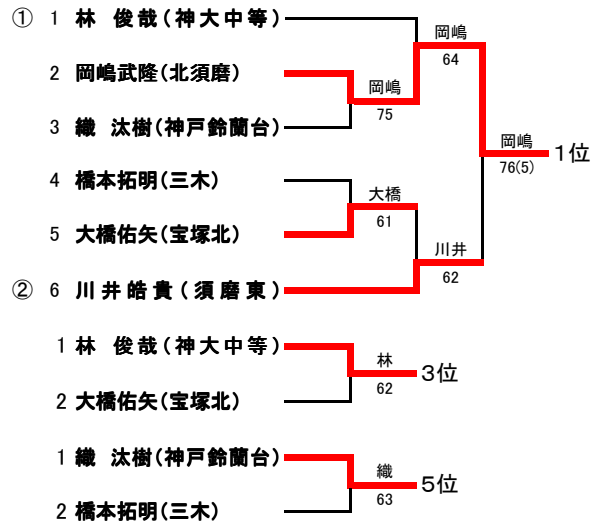 ① 1 林 俊哉(神大中等)
岡嶋
64
2 岡嶋武隆(北須磨)
岡嶋
75
3 織 汰樹(神戸鈴蘭台)
岡嶋
76(5)
1位
4 橋本拓明(三木)
大橋
61
5 大橋佑矢(宝塚北)
川井
62
② 6 川井皓貴(須磨東)
1 林 俊哉(神大中等)
林
62
3位
2 大橋佑矢(宝塚北)
1 織 汰樹(神戸鈴蘭台)
織
63
5位
2 橋本拓明(三木)